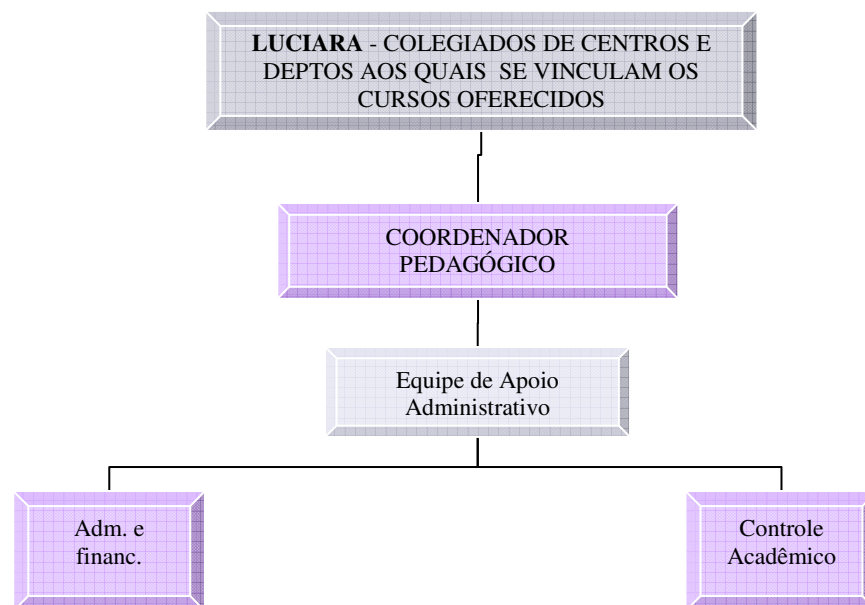 LUCIARA - COLEGIADOS DE CENTROS E
DEPTOS AOS QUAIS SE VINCULAM OS
CURSOS OFERECIDOS
COORDENADOR
PEDAGÓGICO
Equipe de Apoio
Administrativo
Adm. e
financ.
Controle
Acadêmico